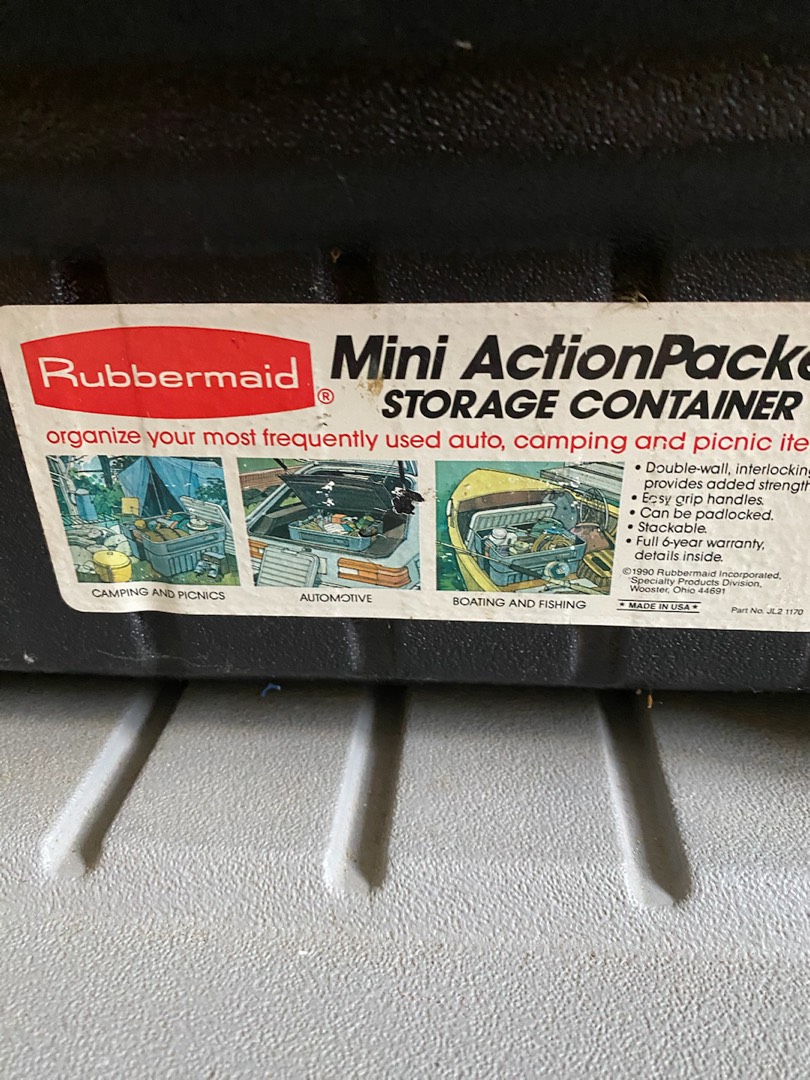 Rubbermaid ®
Mini ActionPack
STORAGE CONTAINER
organize your most frequently used auto, camping and picnic ite
CAMPING AND PICNICS
AUTOMOTIVE
BOATING AND FISHING
• Double-wall, interlocking
provides added strength
• Easy grip handles.
• Can be padlocked.
• Stackable.
• Full 6-year warranty,
details inside.
©1990 Rubbermaid Incorporated,
Specialty Products Division,
Wooster, Ohio 44691
* MADE IN USA *
Part No. JL2 1170